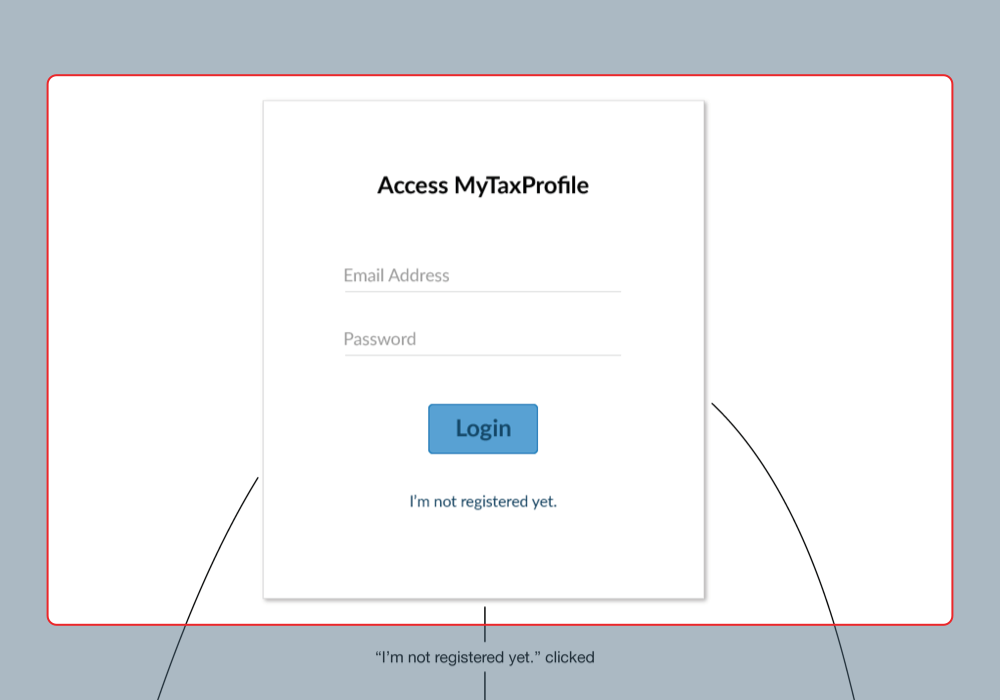 Access MyTaxProfile
Email Address
Password
Login
I'm not registered yet.
“I'm not registered yet.” clicked